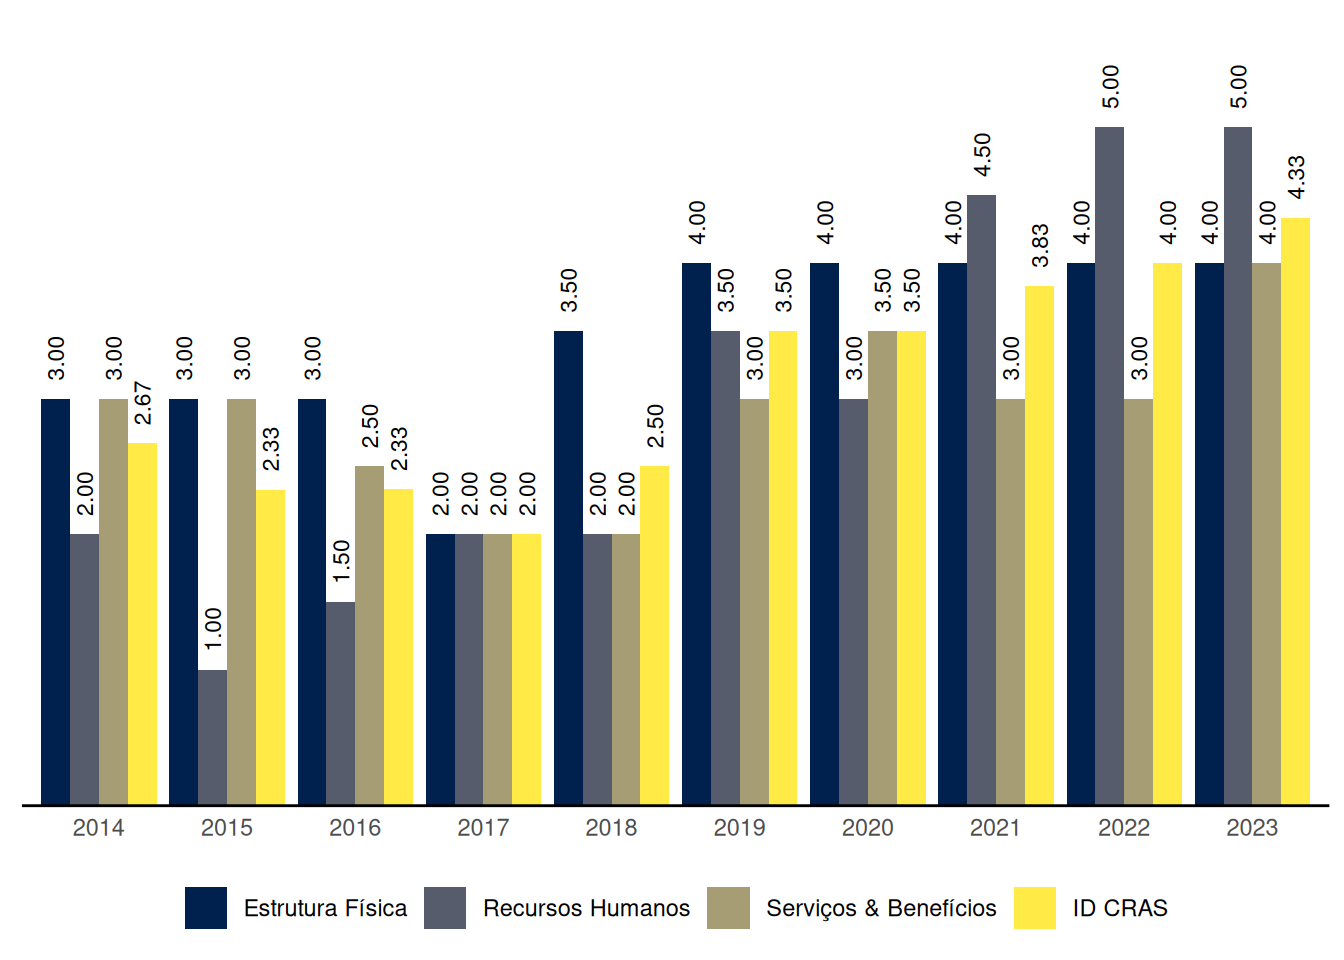 3.00 2.00 3.00 2.67 3.00 1.00 3.00 2.33 3.00 1.50 2.50 2.33 2.00 2.00 2.00 2.00 3.50 2.00 2.00 2.50 4.00 3.50 3.00 3.50 4.00 3.00 3.50 3.50 4.00 4.50 3.00 3.83 4.00 5.00 3.00 4.00 4.00 5.00 4.00 4.33
2014 2015 2016 2017 2018 2019 2020 2021 2022 2023
Estrutura Física Recursos Humanos Serviços & Benefícios ID CRAS